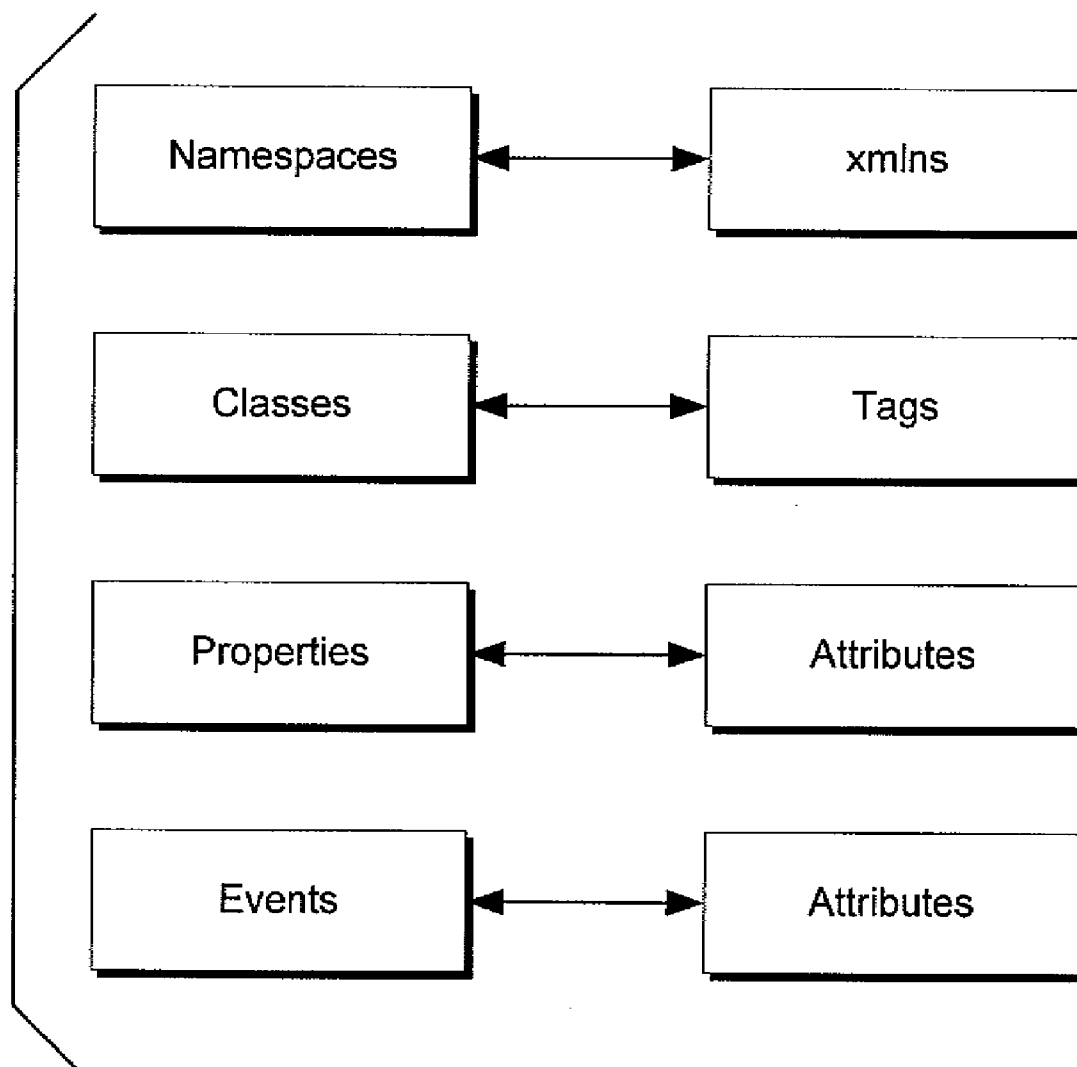 Namespaces
xmlns
Classes
Tags
Properties
Attributes
Events
Attributes